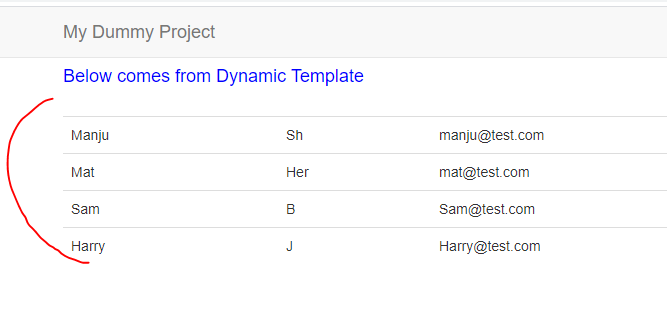 My Dummy Project
Below comes from Dynamic Template
Manju Sh manju@test.com
Mat Her mat@test.com
Sam B Sam@test.com
Harry J Harry@test.com